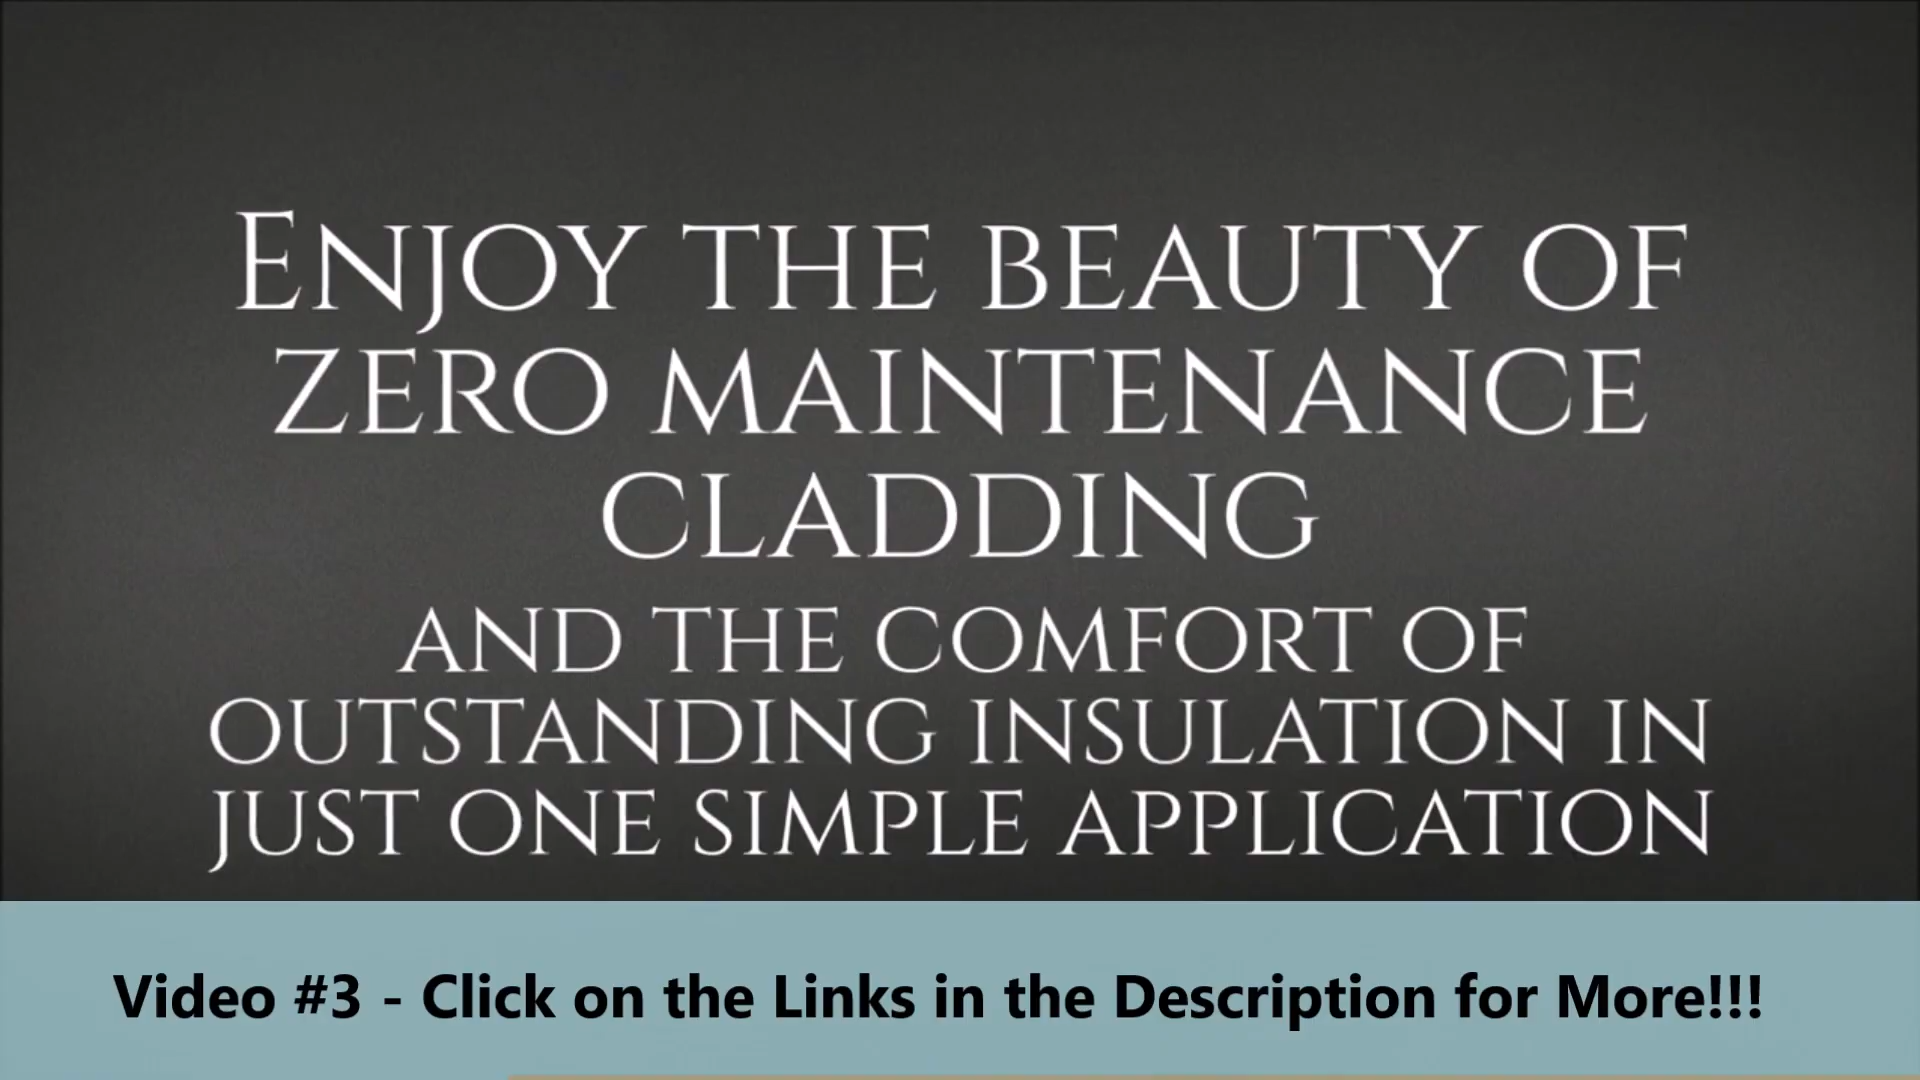 Enjoy the beauty of
zero maintenance
cladding
and the comfort of
outstanding insulation in
just one simple application
Video #3 - Click on the Links in the Description for More!!!